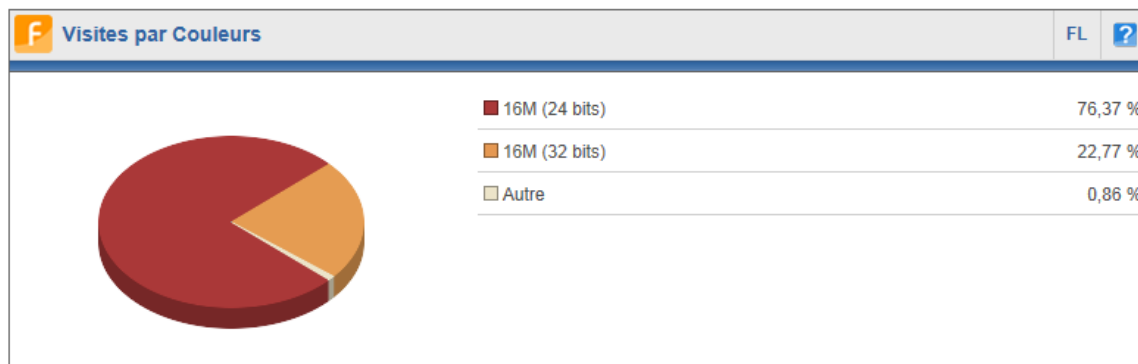 F Visites par Couleurs FL ?
16M (24 bits) 76,37 %
16M (32 bits) 22,77 %
Autre 0,86 %